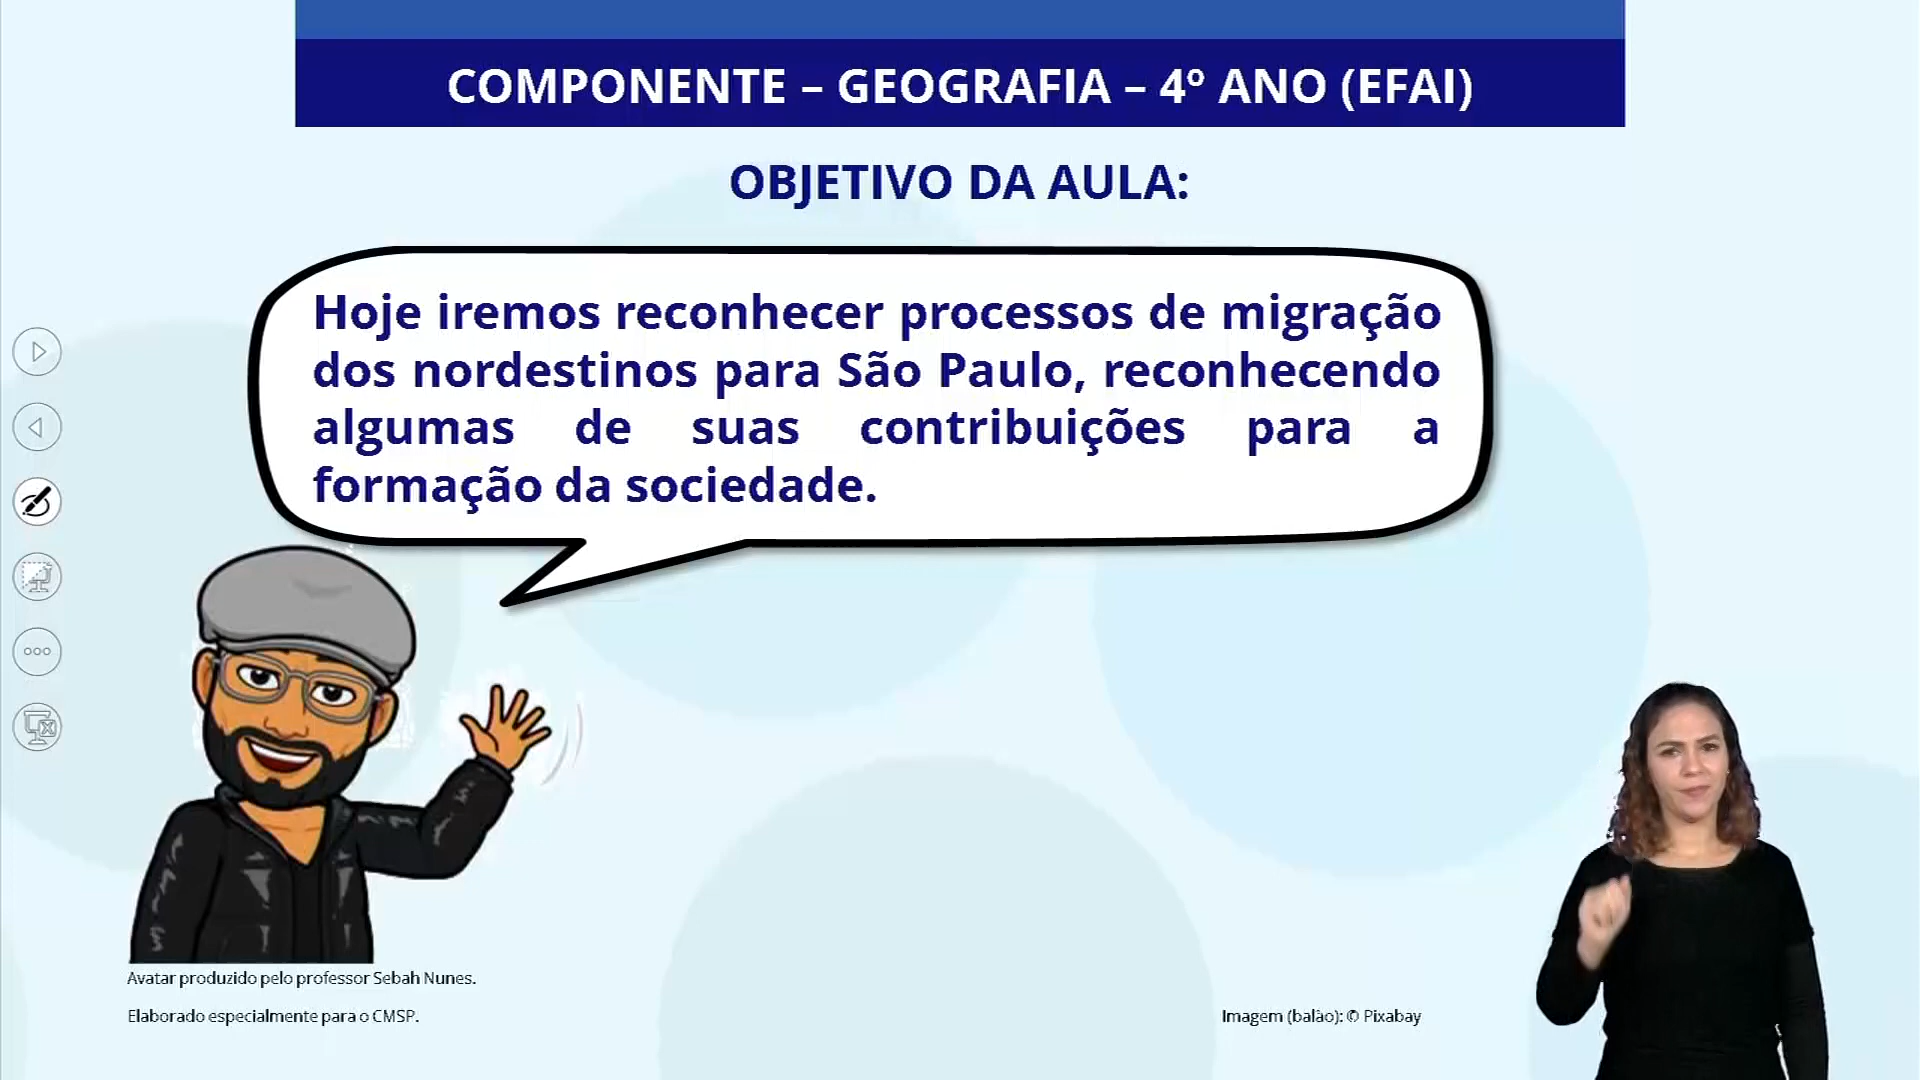 COMPONENTE – GEOGRAFIA – 4º ANO (EFAI)
OBJETIVO DA AULA:
Hoje iremos reconhecer processos de migração
dos nordestinos para São Paulo, reconhecendo
algumas de suas contribuições para a
formação da sociedade.
Avatar produzido pelo professor Sebah Nunes.
Elaborado especialmente para o CMSP.
Imagem (balão): © Pixabay